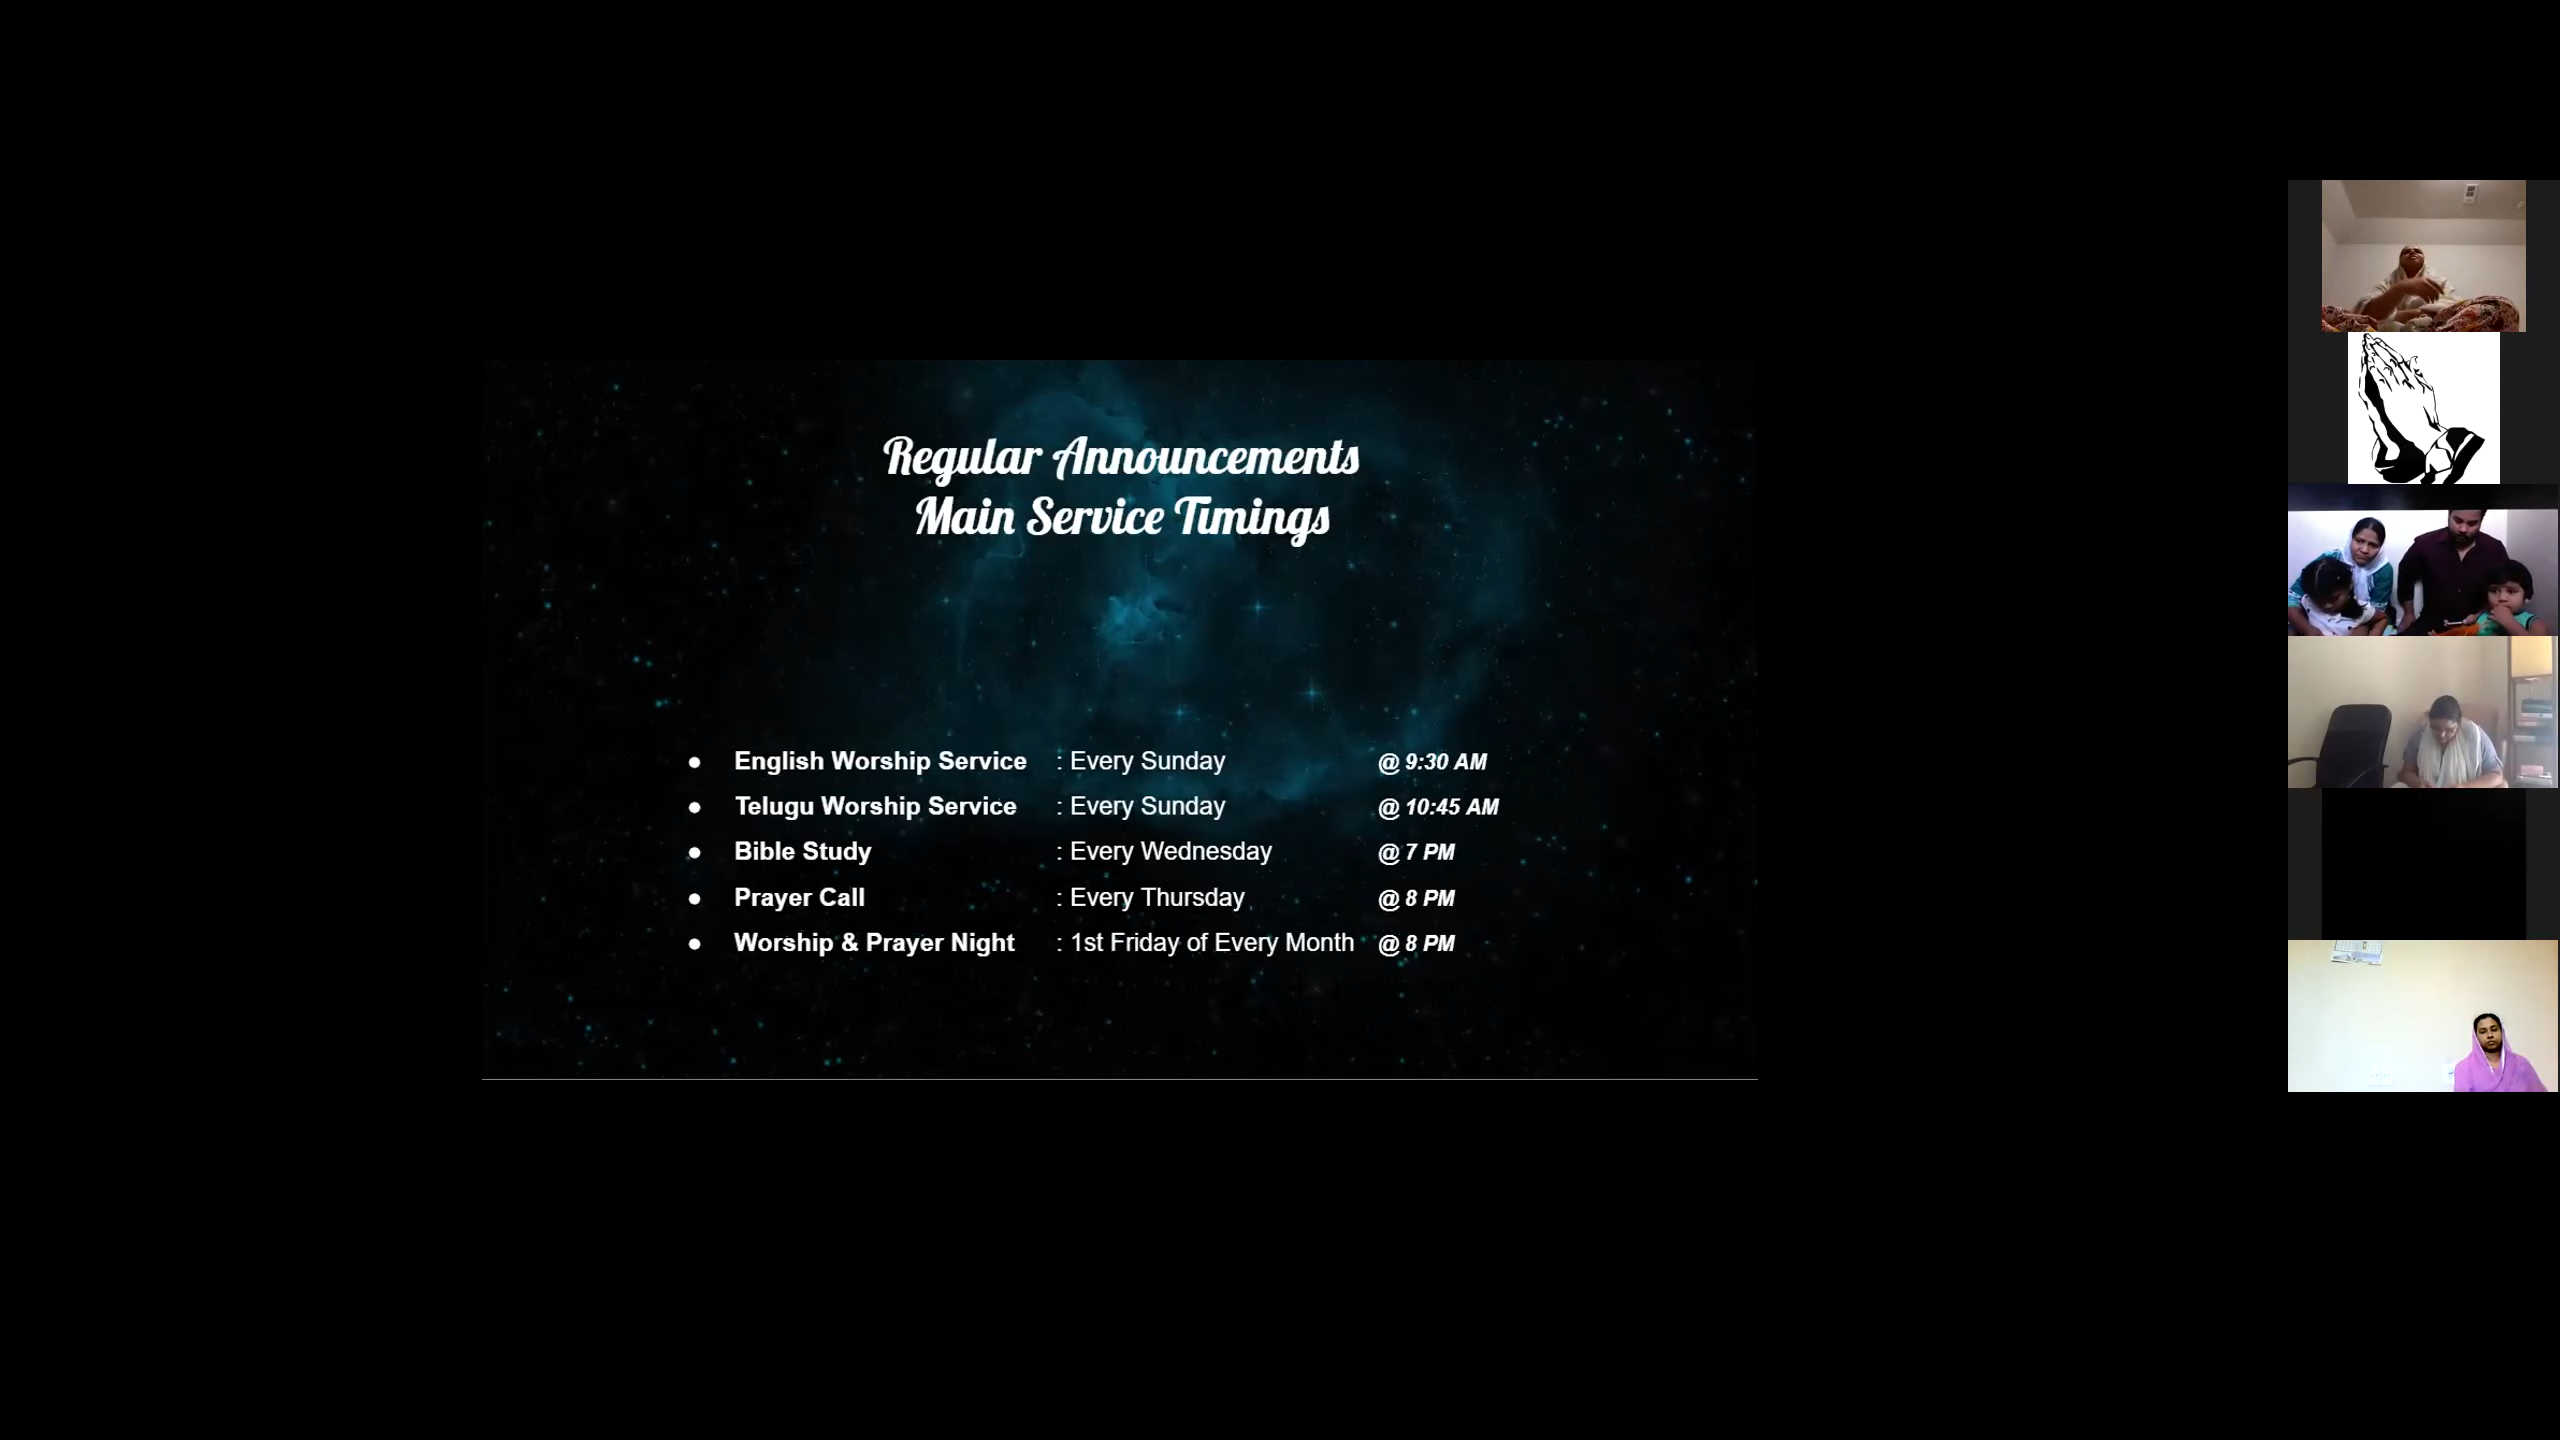 Regular Announcements
Main Service Timings
● English Worship Service : Every Sunday @ 9:30 AM
● Telugu Worship Service : Every Sunday @ 10:45 AM
● Bible Study : Every Wednesday @ 7 PM
● Prayer Call : Every Thursday @ 8 PM
● Worship & Prayer Night : 1st Friday of Every Month @ 8 PM